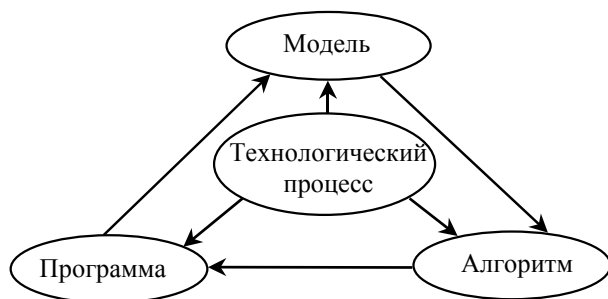 Модель
Технологический
процесс
Программа
Алгоритм